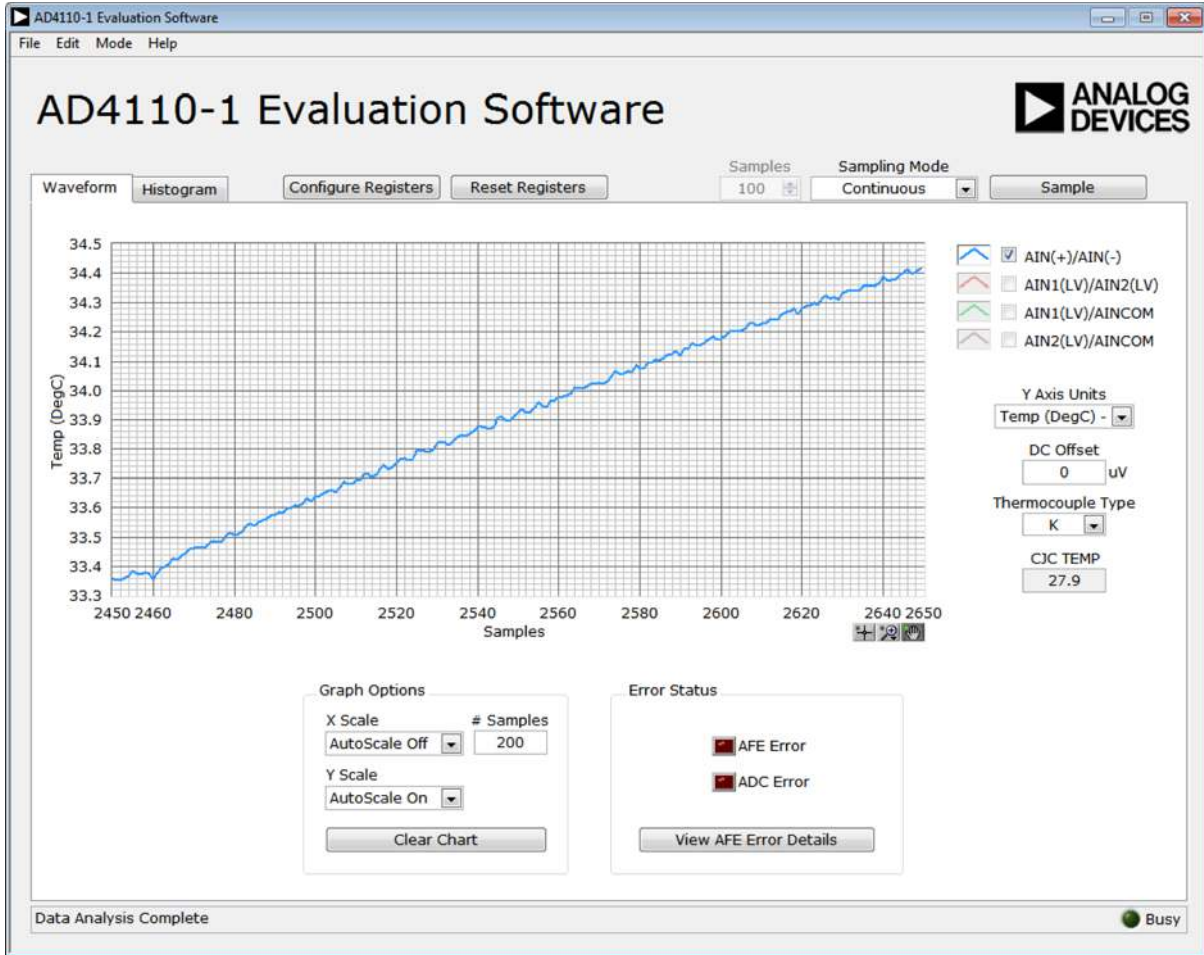 AD4110-1 Evaluation Software
File Edit Mode Help
AD4110-1 Evaluation Software
ANALOG
DEVICES
Waveform
Histogram
Configure Registers
Reset Registers
Samples
100
Sampling Mode
Continuous
Sample
34.5
34.4
34.3
34.2
34.1
34.0
33.9
33.8
33.7
33.6
33.5
33.4
33.3
Temp (DegC)
2450 2460 2480 2500 2520 2540 2560 2580 2600 2620 2640 2650
Samples
AIN(+)/AIN(-)
AIN1(LV)/AIN2(LV)
AIN1(LV)/AINCOM
AIN2(LV)/AINCOM
Y Axis Units
Temp (DegC) -
DC Offset
0 uV
Thermocouple Type
K
CJC TEMP
27.9
Graph Options
X Scale
AutoScale Off
# Samples
200
Y Scale
AutoScale On
Clear Chart
Error Status
AFE Error
ADC Error
View AFE Error Details
Data Analysis Complete
Busy